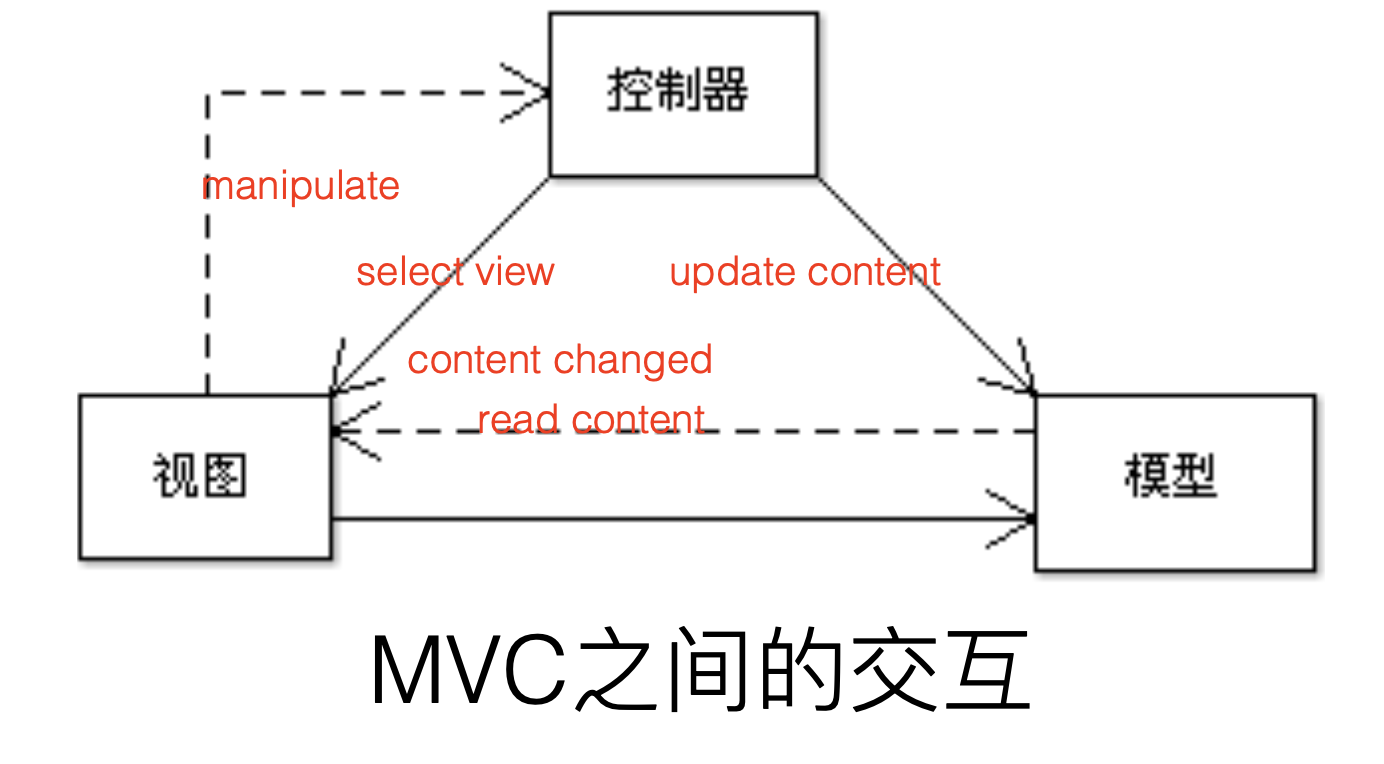 控制器
manipulate
select view
update content
content changed
read content
视图
模型
MVC之间的交互